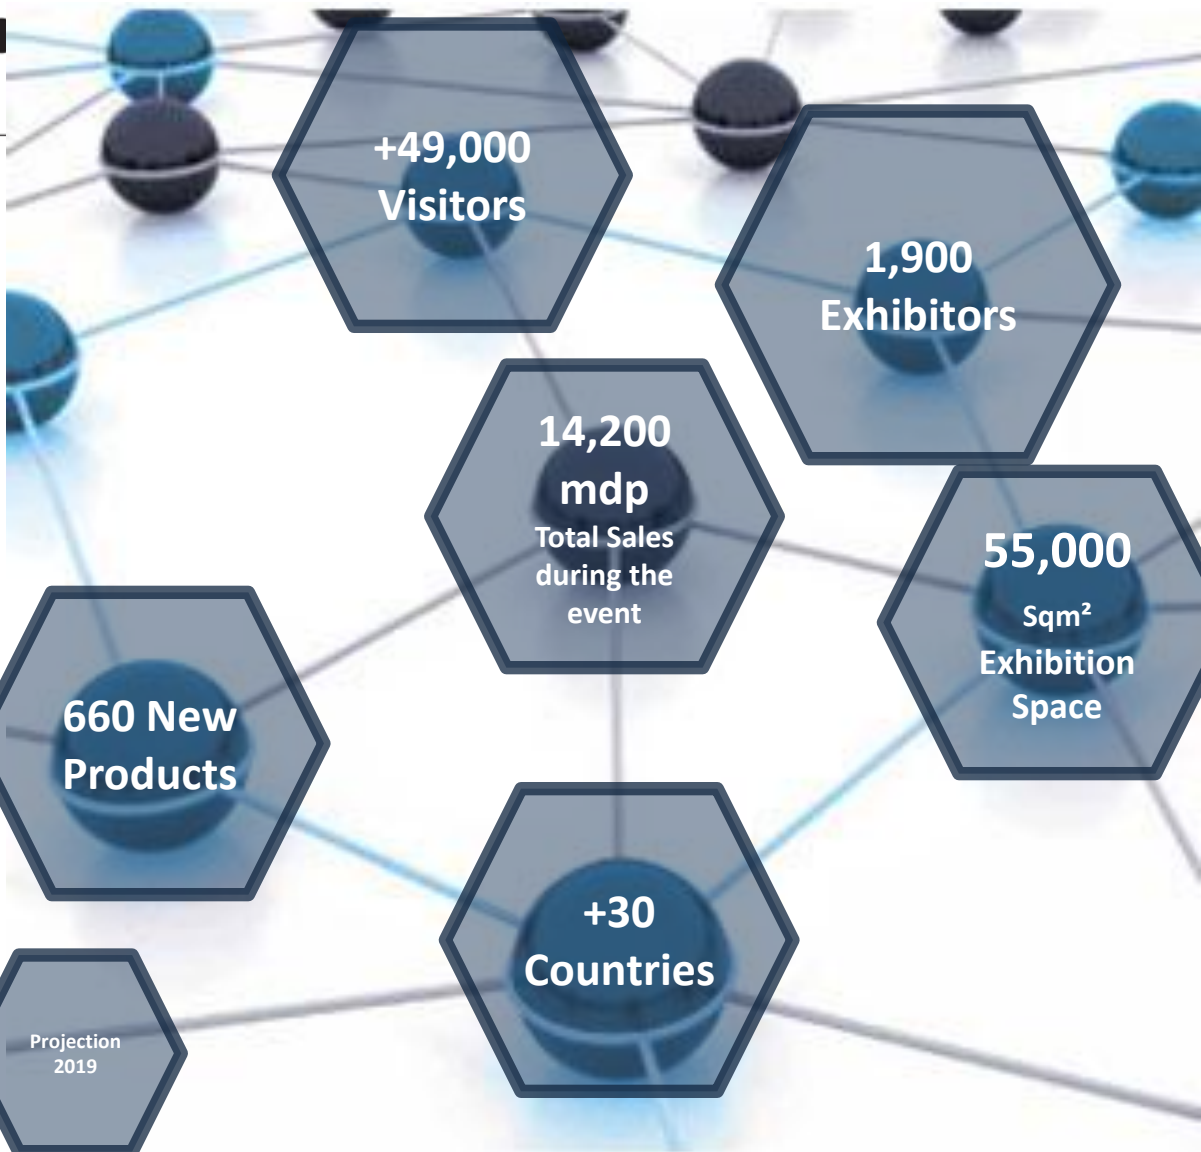 +49,000
Visitors
1,900
Exhibitors
14,200
mdp
Total Sales
during the
event
55,000
Sqm²
Exhibition
Space
660 New
Products
+30
Countries
Projection
2019